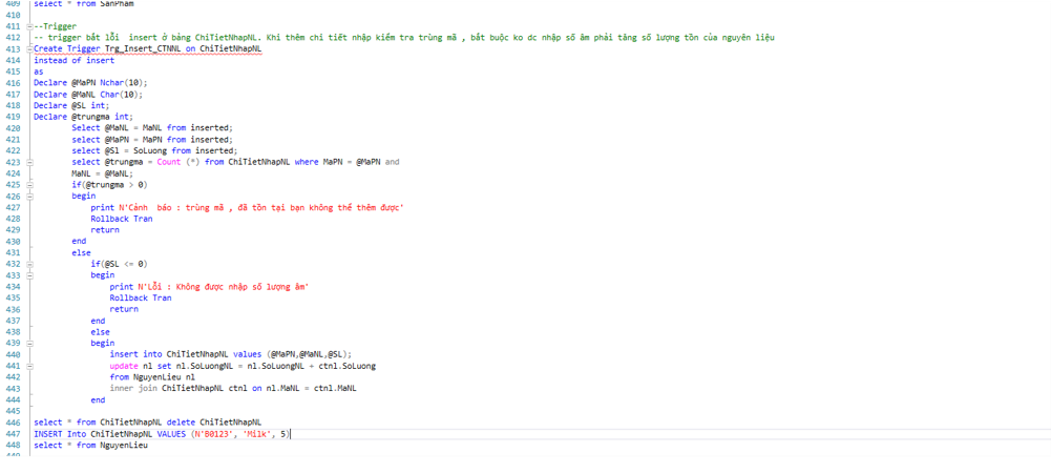 409 select * from SanPham
410
411 --Trigger
412 -- trigger bắt lỗi insert ở bảng ChiTietNhapNL. Khi thêm chi tiết nhập kiểm tra trùng mã , bắt buộc ko dc nhập số âm phải tăng số lượng tồn của nguyên liệu
413 Create Trigger Trg_Insert_CTNNL on ChiTietNhapNL
414 instead of insert
415 as
416 Declare @MaPN Nchar(10);
417 Declare @MaNL Char(10);
418 Declare @SL int;
419 Declare @trungma int;
420 Select @MaNL = MaNL from inserted;
421 select @MaPN = MaPN from inserted;
422 select @Sl = SoLuong from inserted;
423 select @trungma = Count (*) from ChiTietNhapNL where MaPN = @MaPN and
424 MaNL = @MaNL;
425 if(@trungma > 0)
426 begin
427 print N'Cảnh báo : trùng mã , đã tồn tại bạn không thể thêm được'
428 Rollback Tran
429 return
430 end
431 else
432 if(@SL <= 0)
433 begin
434 print N'Lỗi : Không được nhập số lượng âm'
435 Rollback Tran
436 return
437 end
438 else
439 begin
440 insert into ChiTietNhapNL values (@MaPN,@MaNL,@SL);
441 update nl set nl.SoLuongNL = nl.SoLuongNL + ctnl.SoLuong
442 from NguyenLieu nl
443 inner join ChiTietNhapNL ctnl on nl.MaNL = ctnl.MaNL
444 end
445
446 select * from ChiTietNhapNL delete ChiTietNhapNL
447 INSERT Into ChiTietNhapNL VALUES (N'B0123', 'Milk', 5)
448 select * from NguyenLieu